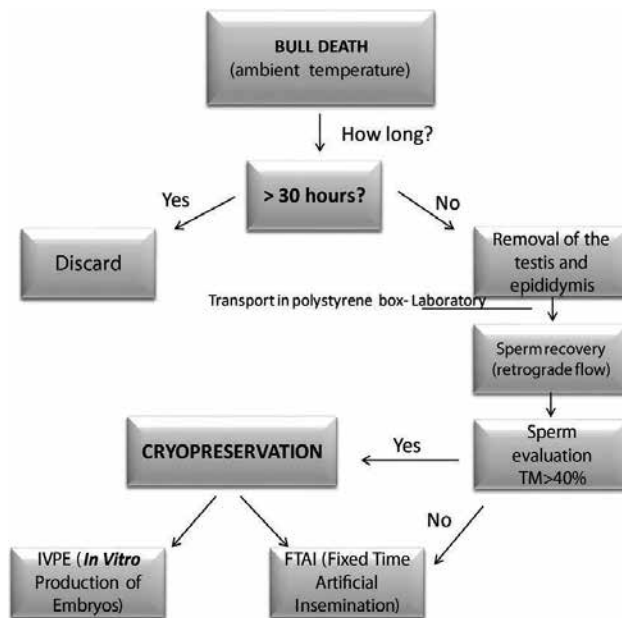 BULL DEATH
(ambient temperature)
How long?
> 30 hours?
Yes
No
Discard
Removal of the
testis and
epididymis
Transport in polystyrene box- Laboratory
Sperm recovery
(retrograde flow)
CRYOPRESERVATION
Yes
Sperm
evaluation
TM>40%
No
IVPE (In Vitro
Production of
Embryos)
FTAI (Fixed Time
Artificial
Insemination)